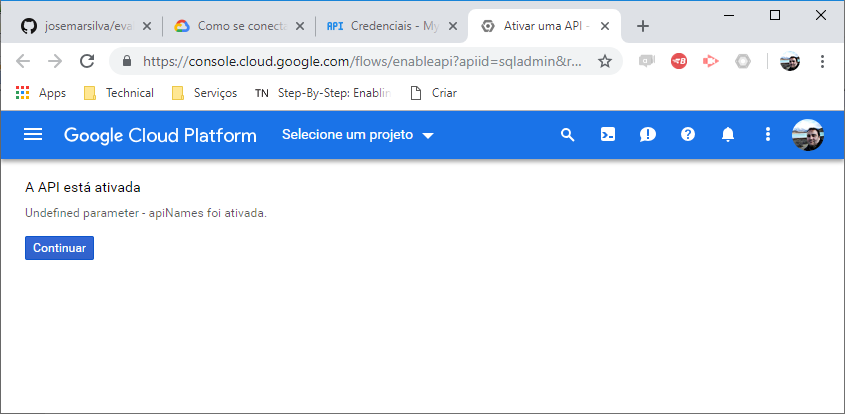 josemarsilva/eva
Como se conecta
API Credenciais - My
Ativar uma API -
https://console.cloud.google.com/flows/enableapi?apiid=sqladmin&r...
Apps
Technical
Serviços
TN Step-By-Step: Enablin
Criar
Google Cloud Platform
Selecione um projeto
A API está ativada
Undefined parameter - apiNames foi ativada.
Continuar